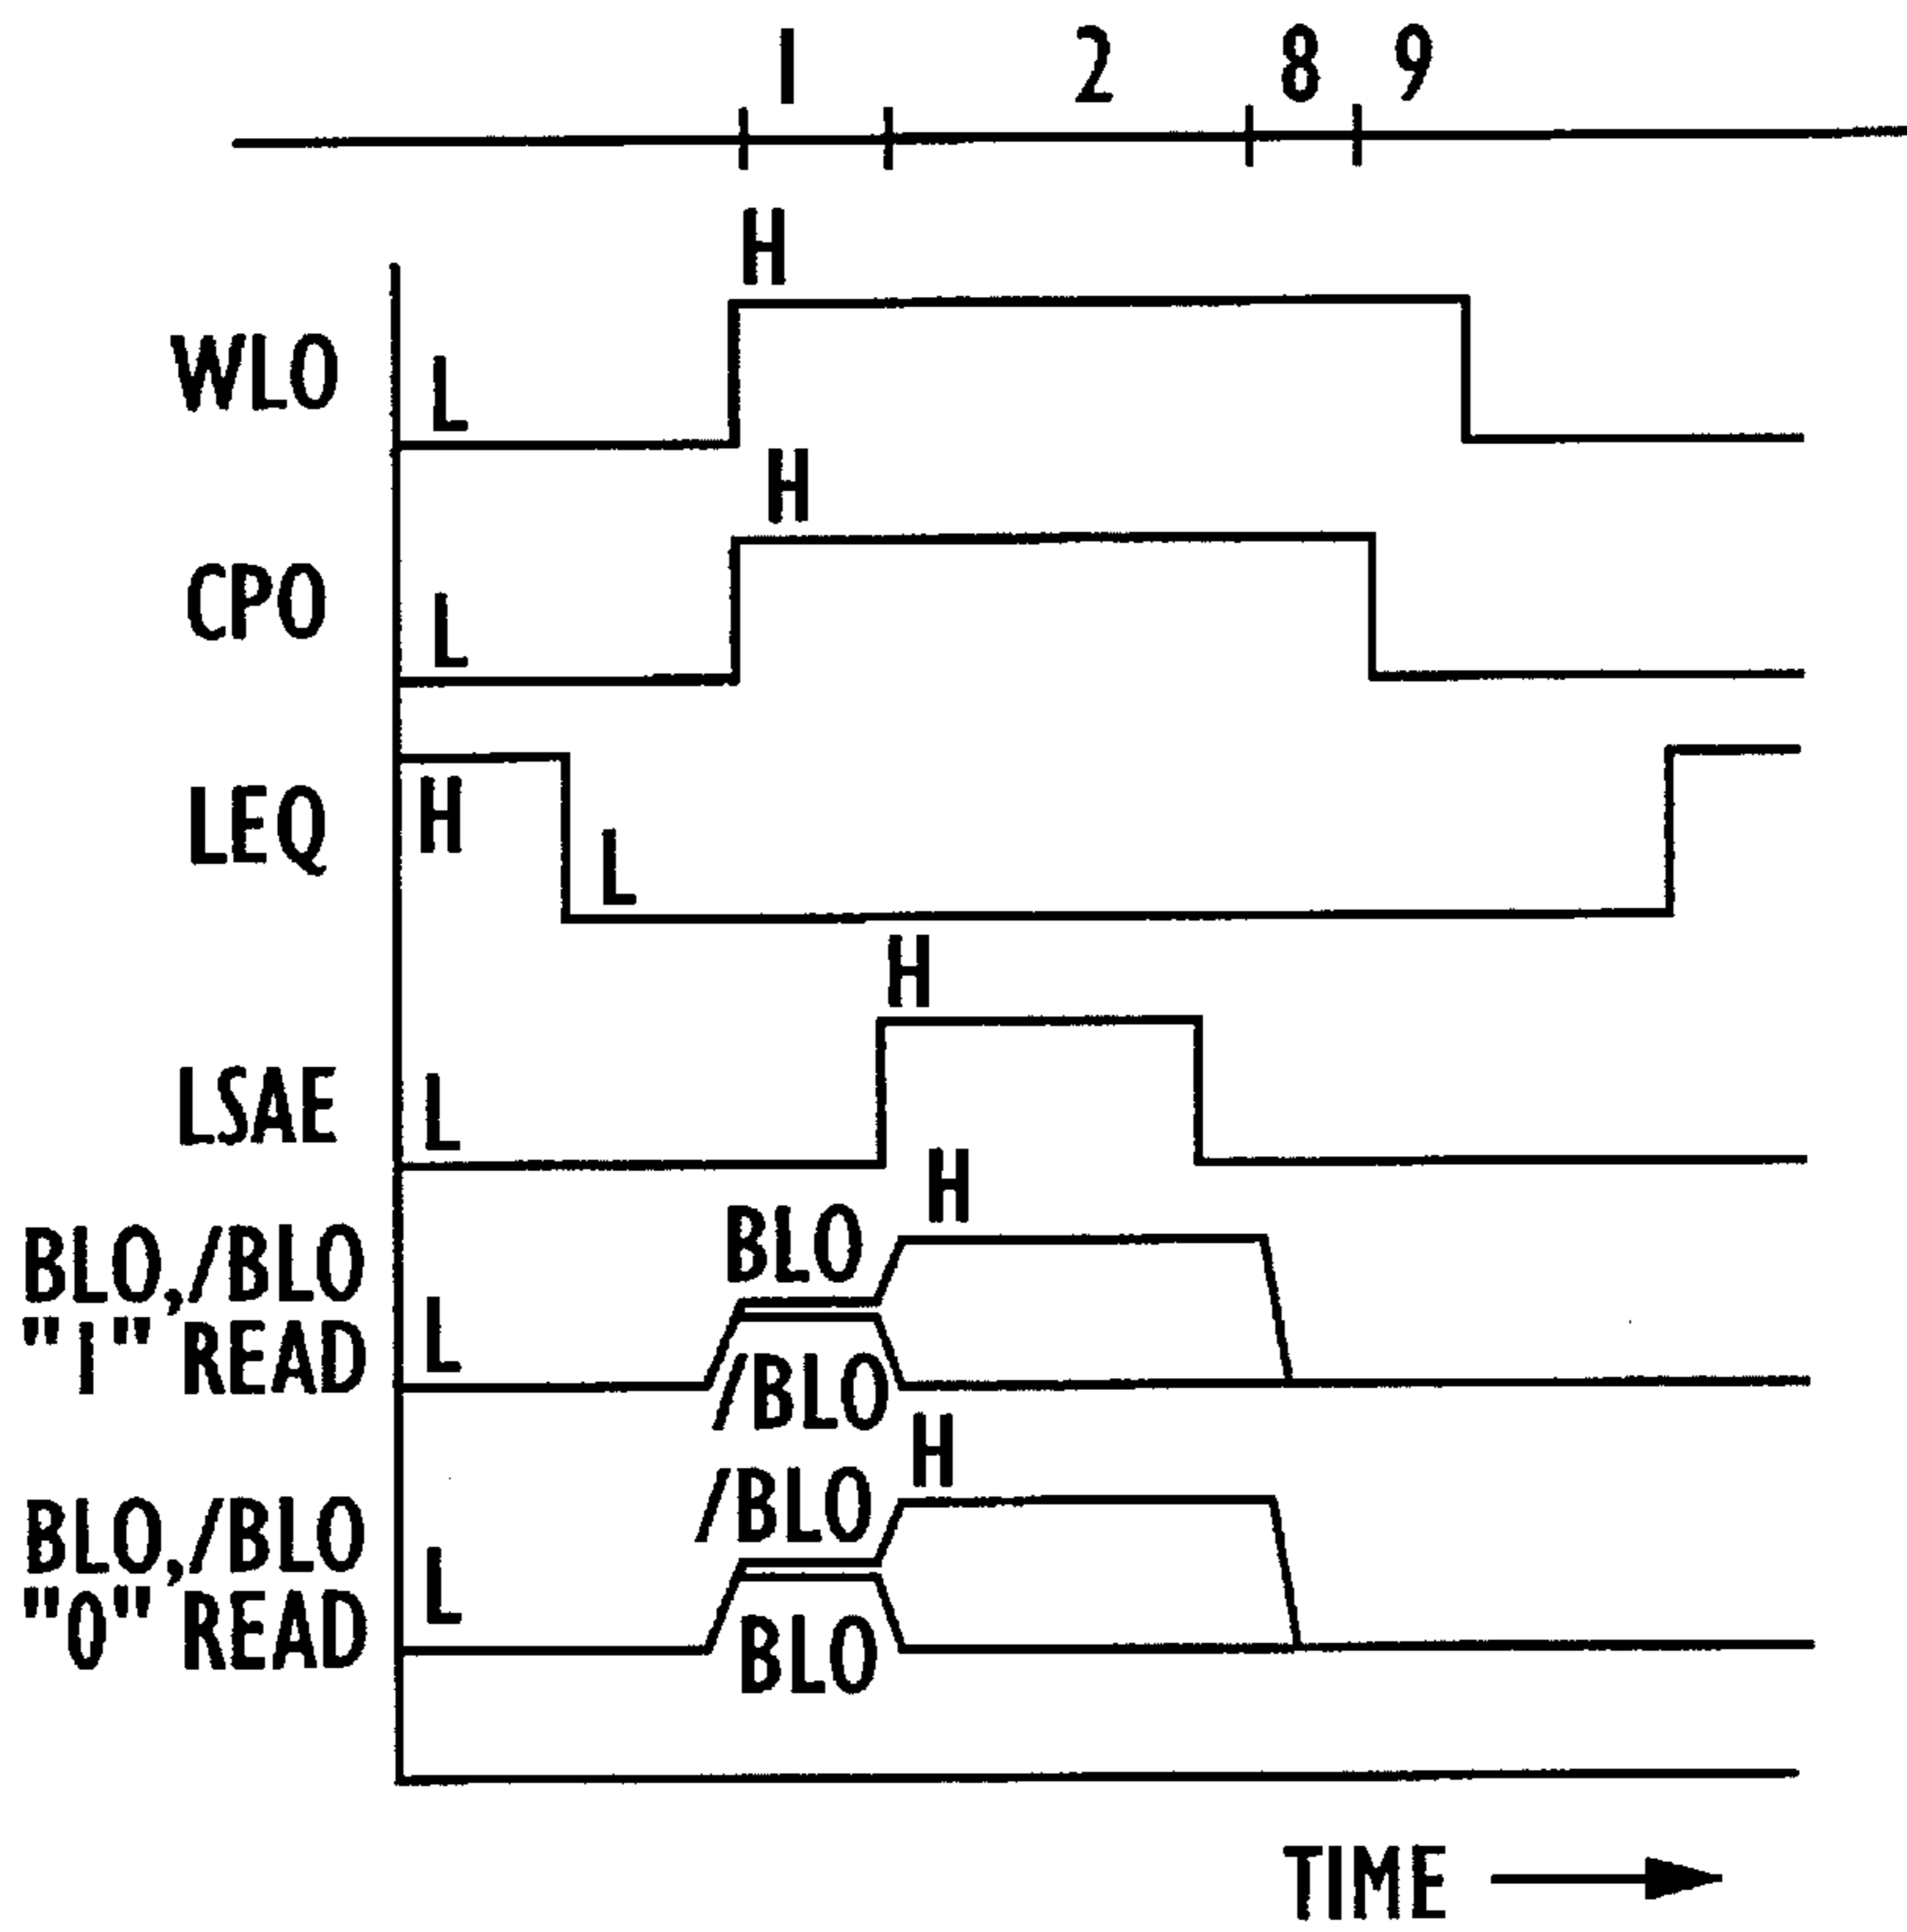 1 2 8 9
H
WLO
L
H
CPO
L
LEQ
H
L
H
LSAE
L
H
BLO,/BLO
"1" READ
L
BLO
/BLO
H
BLO,/BLO
"0" READ
L
/BLO
BLO
TIME